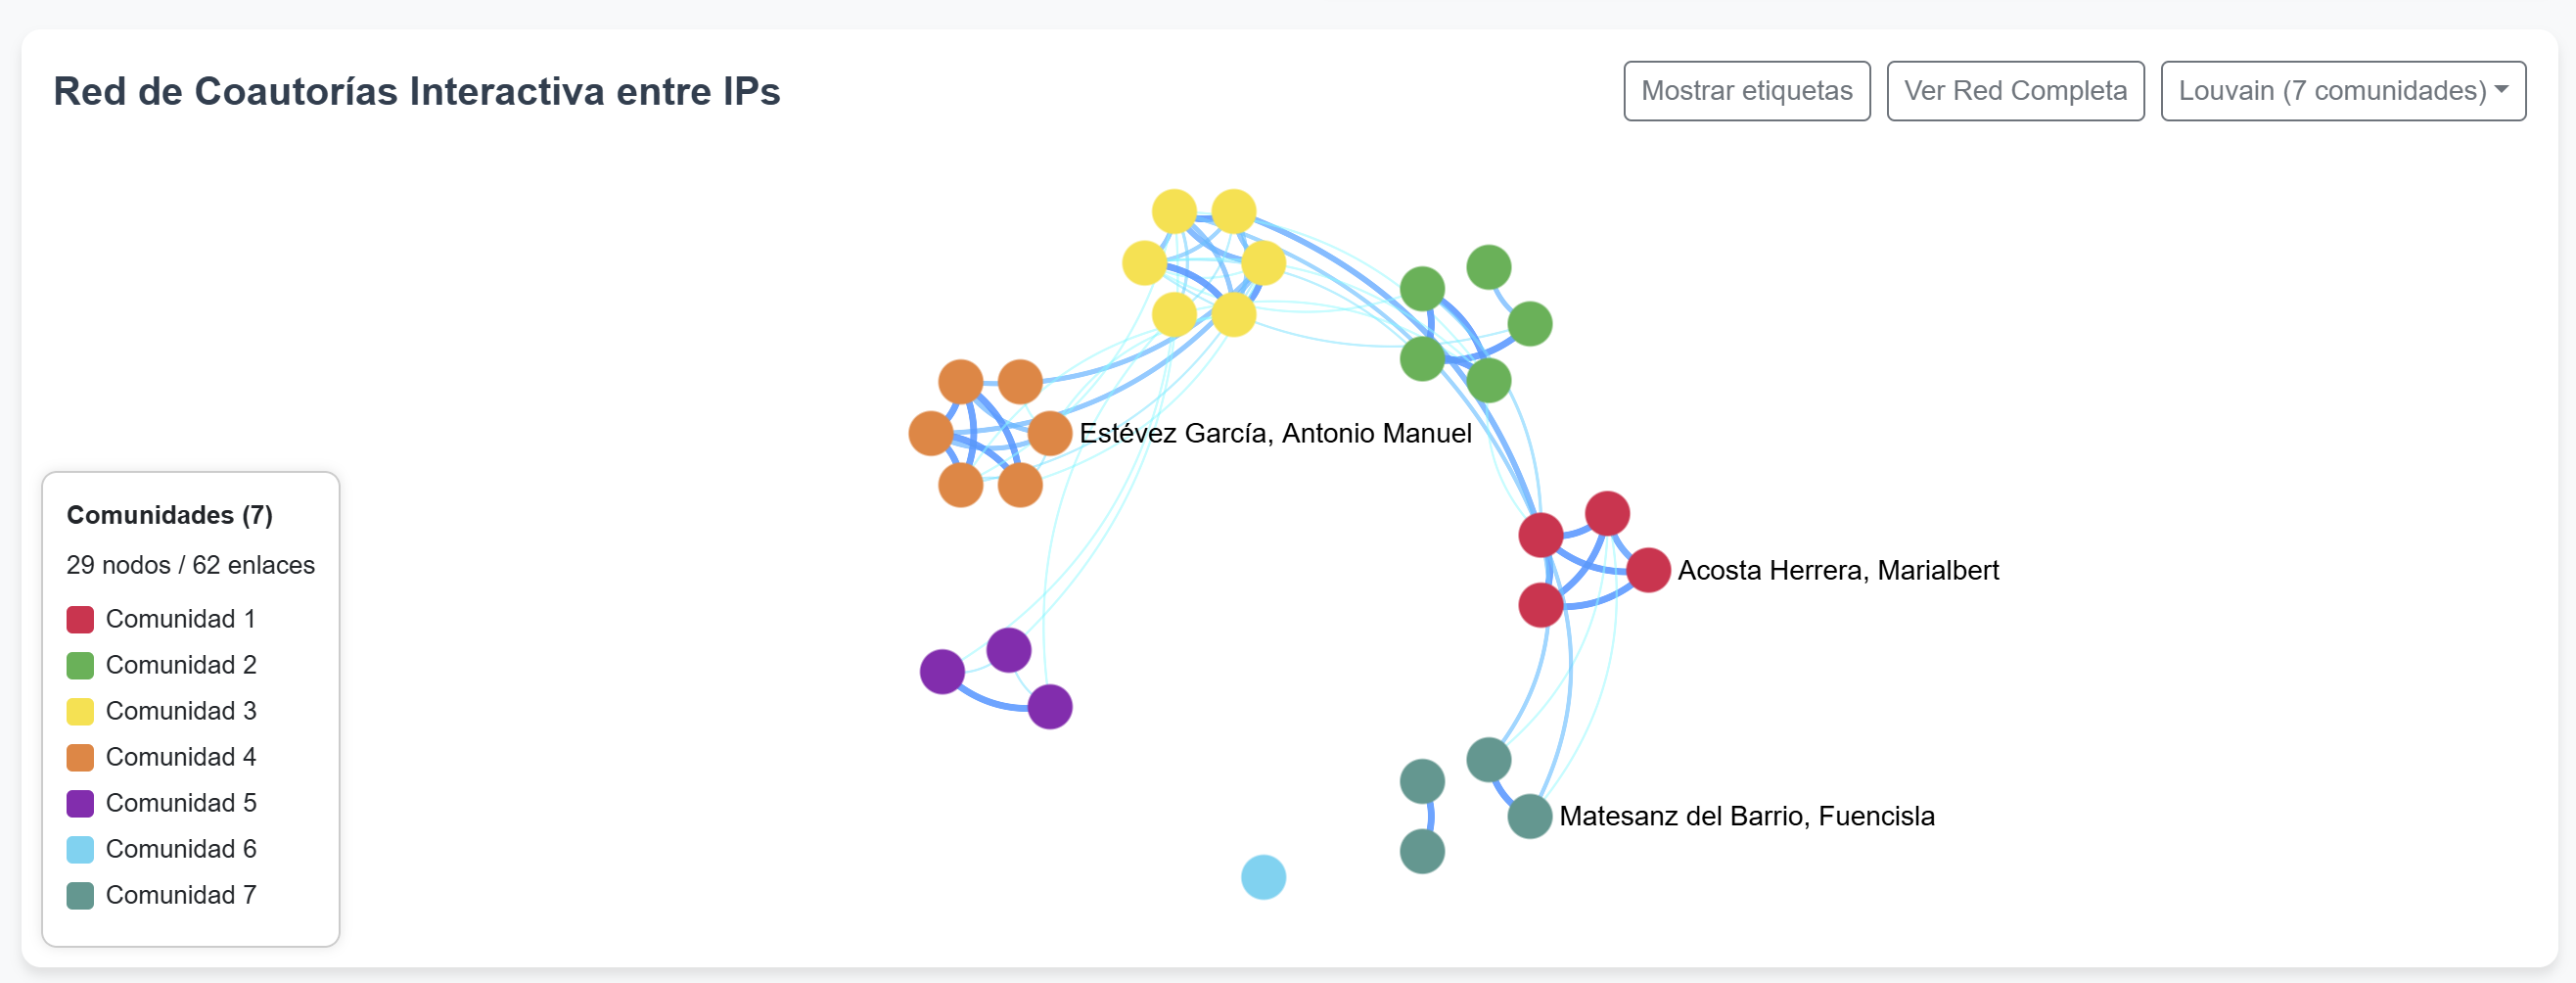 Red de Coautorías Interactiva entre IPs
Mostrar etiquetas
Ver Red Completa
Louvain (7 comunidades)
Estévez García, Antonio Manuel
Acosta Herrera, Marialbert
Matesanz del Barrio, Fuencisla
Comunidades (7)
29 nodos / 62 enlaces
Comunidad 1
Comunidad 2
Comunidad 3
Comunidad 4
Comunidad 5
Comunidad 6
Comunidad 7